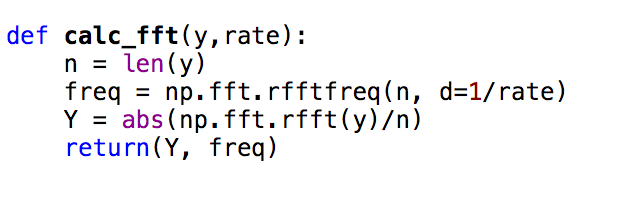 def calc_fft(y,rate):
    n = len(y)
    freq = np.fft.rfftfreq(n, d=1/rate)
    Y = abs(np.fft.rfft(y)/n)
    return(Y, freq)